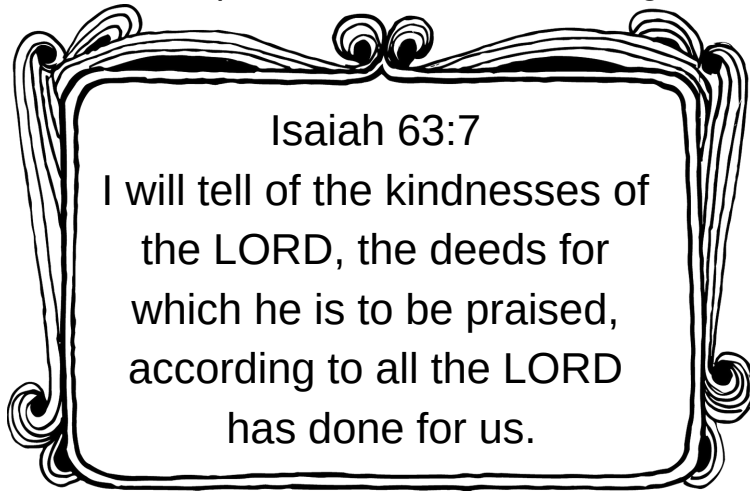 Isaiah 63:7
I will tell of the kindnesses of
the LORD, the deeds for
which he is to be praised,
according to all the LORD
has done for us.